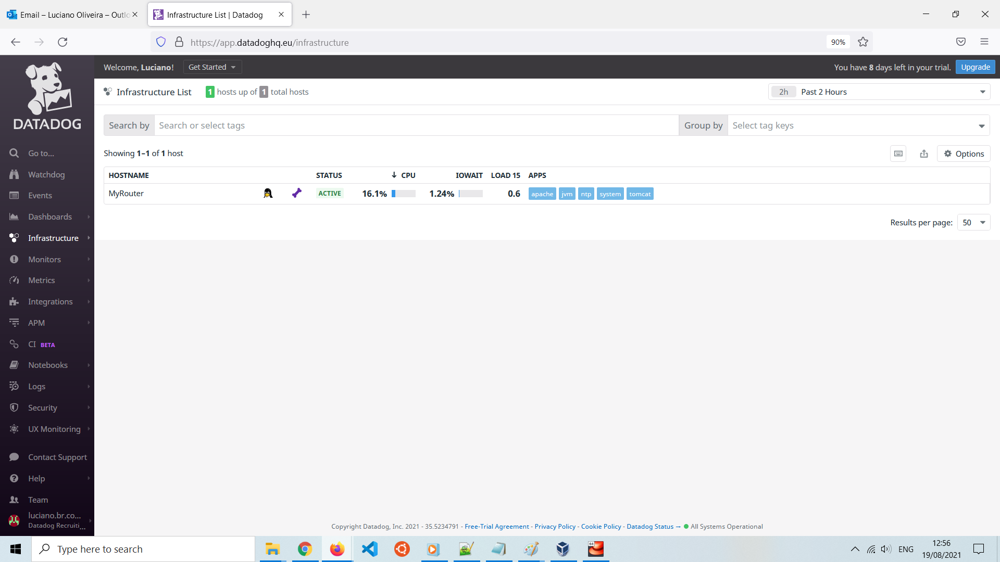 Email – Luciano Oliveira – Outlo
Infrastructure List | Datadog
https://app.datadoghq.eu/infrastructure
90%
DATADOG
Go to...
Watchdog
Events
Dashboards
Infrastructure
Monitors
Metrics
Integrations
APM
CI BETA
Notebooks
Logs
Security
UX Monitoring
Contact Support
Help
Team
luciano.br.co...
Datadog Recruiti...
Welcome, Luciano!
Get Started
You have 8 days left in your trial.
Upgrade
Infrastructure List
1 hosts up of 1 total hosts
2h Past 2 Hours
Search by Search or select tags
Group by Select tag keys
Showing 1–1 of 1 host
Options
HOSTNAME STATUS CPU IOWAIT LOAD 15 APPS
MyRouter ACTIVE 16.1% 1.24% 0.6 apache jvm ntp system tomcat
Results per page: 50
Copyright Datadog, Inc. 2021 - 35.5234791 - Free-Trial Agreement - Privacy Policy - Cookie Policy - Datadog Status → All Systems Operational
Type here to search
64
ENG
12:56
19/08/2021